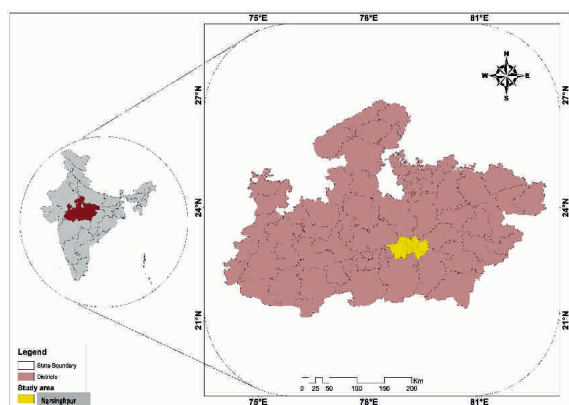 75°E 78°E 81°E
N
W E
S
27°N
27°N
24°N
24°N
21°N
21°N
Legend
State Boundary
Districts
Study area
Narsinghpur
0 25 50 100 150 200 Km
75°E 78°E 81°E